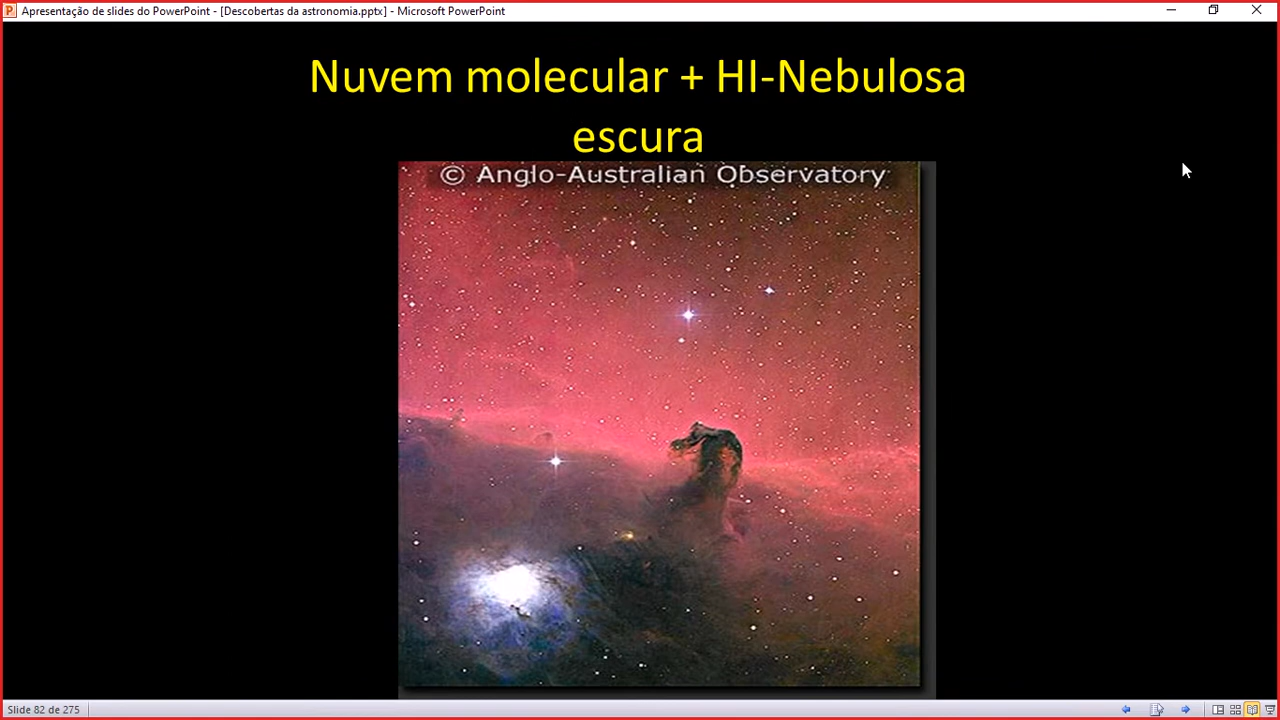 Apresentação de slides do PowerPoint - [Descobertas da astronomia.pptx] - Microsoft PowerPoint
Nuvem molecular + HI-Nebulosa
escura
© Anglo-Australian Observatory
Slide 82 de 275